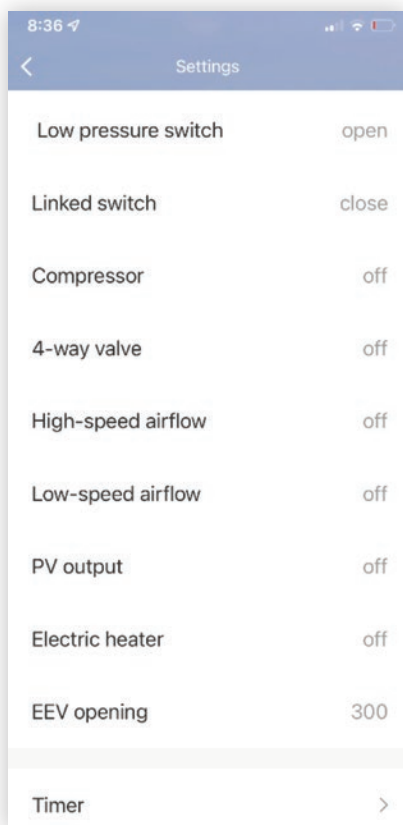 8:36
Settings
Low pressure switch open
Linked switch close
Compressor off
4-way valve off
High-speed airflow off
Low-speed airflow off
PV output off
Electric heater off
EEV opening 300
Timer